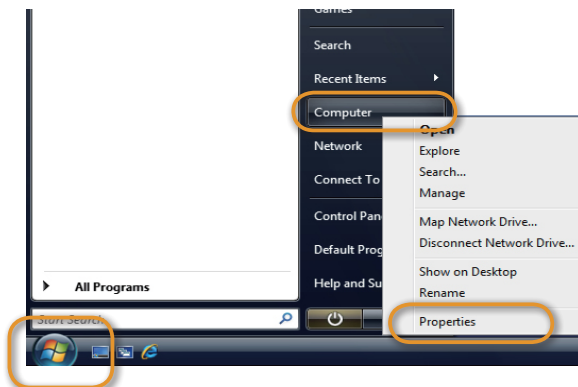 Games
Search
Recent Items
Computer
Network
Connect To
Control Pan
Default Prog
Help and Su
Open
Explore
Search...
Manage
Map Network Drive...
Disconnect Network Drive...
Show on Desktop
Rename
Properties
All Programs
Start Search